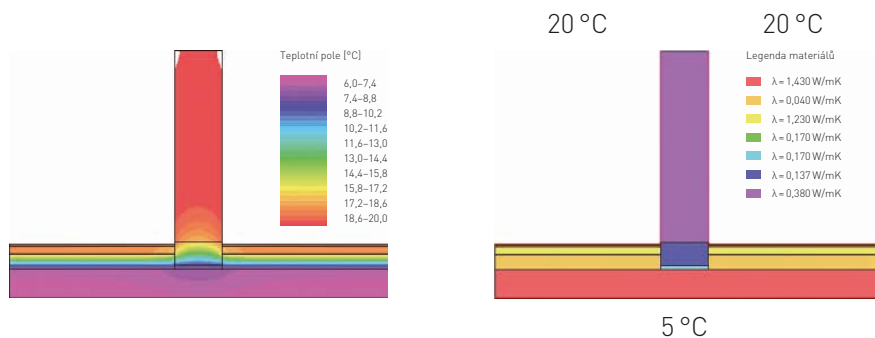 20 °C
20 °C
Teplotní pole [°C]
6,0–7,4
7,4–8,8
8,8–10,2
10,2–11,6
11,6–13,0
13,0–14,4
14,4–15,8
15,8–17,2
17,2–18,6
18,6–20,0
Legenda materiálů
λ = 1,430 W/mK
λ = 0,040 W/mK
λ = 1,230 W/mK
λ = 0,170 W/mK
λ = 0,170 W/mK
λ = 0,137 W/mK
λ = 0,380 W/mK
5 °C